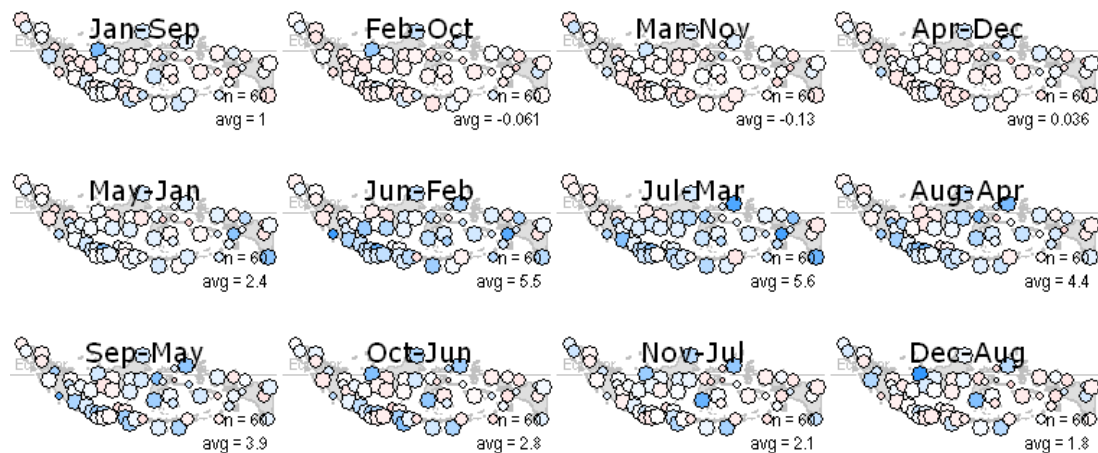 Jan-Sep
n = 60
avg = 1
Feb-Oct
n = 60
avg = -0.061
Mar-Nov
n = 60
avg = -0.13
Apr-Dec
n = 60
avg = 0.036
May-Jan
n = 60
avg = 2.4
Jun-Feb
n = 60
avg = 5.5
Jul-Mar
n = 60
avg = 5.6
Aug-Apr
n = 60
avg = 4.4
Sep-May
n = 60
avg = 3.9
Oct-Jun
n = 60
avg = 2.8
Nov-Jul
n = 60
avg = 2.1
Dec-Aug
n = 60
avg = 1.8